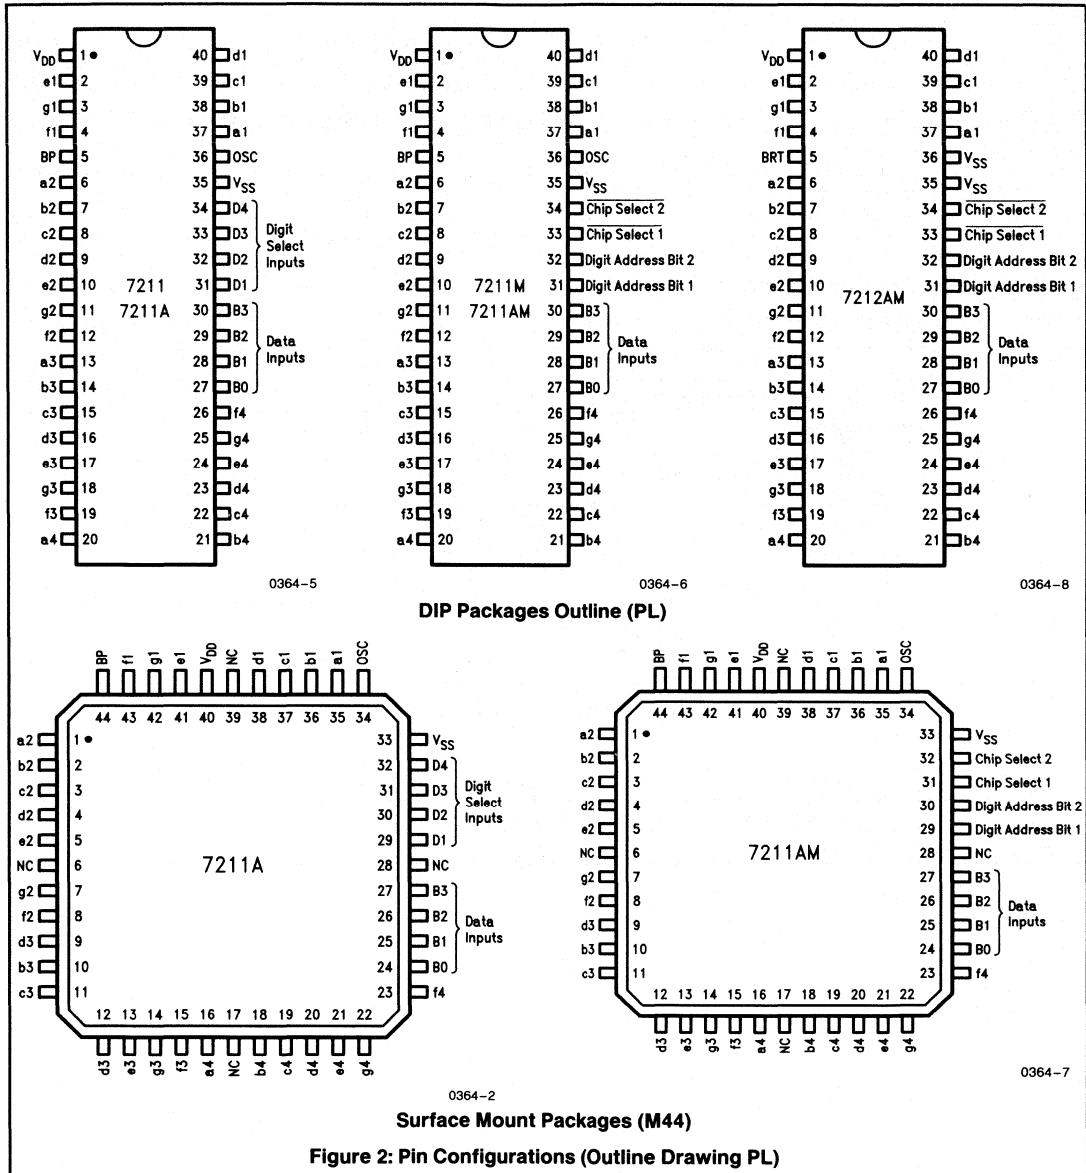 VDD 1 40 d1 VDD 1 40 d1 VDD 1 40 d1
e1 2 39 c1 e1 2 39 c1 e1 2 39 c1
g1 3 38 b1 g1 3 38 b1 g1 3 38 b1
f1 4 37 a1 f1 4 37 a1 f1 4 37 a1
BP 5 36 OSC BP 5 36 OSC BRT 5 36 VSS
a2 6 35 VSS a2 6 35 VSS a2 6 35 VSS
b2 7 34 D4 b2 7 34 Chip Select 2 b2 7 34 Chip Select 2
c2 8 33 D3 Digit Select Inputs c2 8 33 Chip Select 1 c2 8 33 Chip Select 1
d2 9 32 D2 d2 9 32 Digit Address Bit 2 d2 9 32 Digit Address Bit 2
e2 10 7211 31 D1 e2 10 7211M 31 Digit Address Bit 1 e2 10 7212AM 31 Digit Address Bit 1
g2 11 7211A 30 B3 g2 11 7211AM 30 B3 g2 11 30 B3
f2 12 29 B2 Data Inputs f2 12 29 B2 Data Inputs f2 12 29 B2 Data Inputs
a3 13 28 B1 a3 13 28 B1 a3 13 28 B1
b3 14 27 B0 b3 14 27 B0 b3 14 27 B0
c3 15 26 f4 c3 15 26 f4 c3 15 26 f4
d3 16 25 g4 d3 16 25 g4 d3 16 25 g4
e3 17 24 e4 e3 17 24 e4 e3 17 24 e4
g3 18 23 d4 g3 18 23 d4 g3 18 23 d4
f3 19 22 c4 f3 19 22 c4 f3 19 22 c4
a4 20 21 b4 a4 20 21 b4 a4 20 21 b4
0364-5 0364-6 0364-8
DIP Packages Outline (PL)
BP f1 g1 e1 VDD NC d1 c1 b1 a1 OSC BP f1 g1 e1 VDD NC d1 c1 b1 a1 OSC
44 43 42 41 40 39 38 37 36 35 34 44 43 42 41 40 39 38 37 36 35 34
a2 1 33 VSS a2 1 33 VSS
b2 2 32 D4 b2 2 32 Chip Select 2
c2 3 31 D3 Digit Select Inputs c2 3 31 Chip Select 1
d2 4 30 D2 d2 4 30 Digit Address Bit 2
e2 5 29 D1 e2 5 29 Digit Address Bit 1
NC 6 7211A 28 NC NC 6 7211AM 28 NC
g2 7 27 B3 g2 7 27 B3
f2 8 26 B2 Data Inputs f2 8 26 B2 Data Inputs
d3 9 25 B1 d3 9 25 B1
b3 10 24 B0 b3 10 24 B0
c3 11 23 f4 c3 11 23 f4
12 13 14 15 16 17 18 19 20 21 22 12 13 14 15 16 17 18 19 20 21 22
d3 e3 g3 f3 a4 NC b4 c4 d4 e4 g4 d3 e3 g3 f3 a4 NC b4 c4 d4 e4 g4
0364-2 0364-7
Surface Mount Packages (M44)
Figure 2: Pin Configurations (Outline Drawing PL)